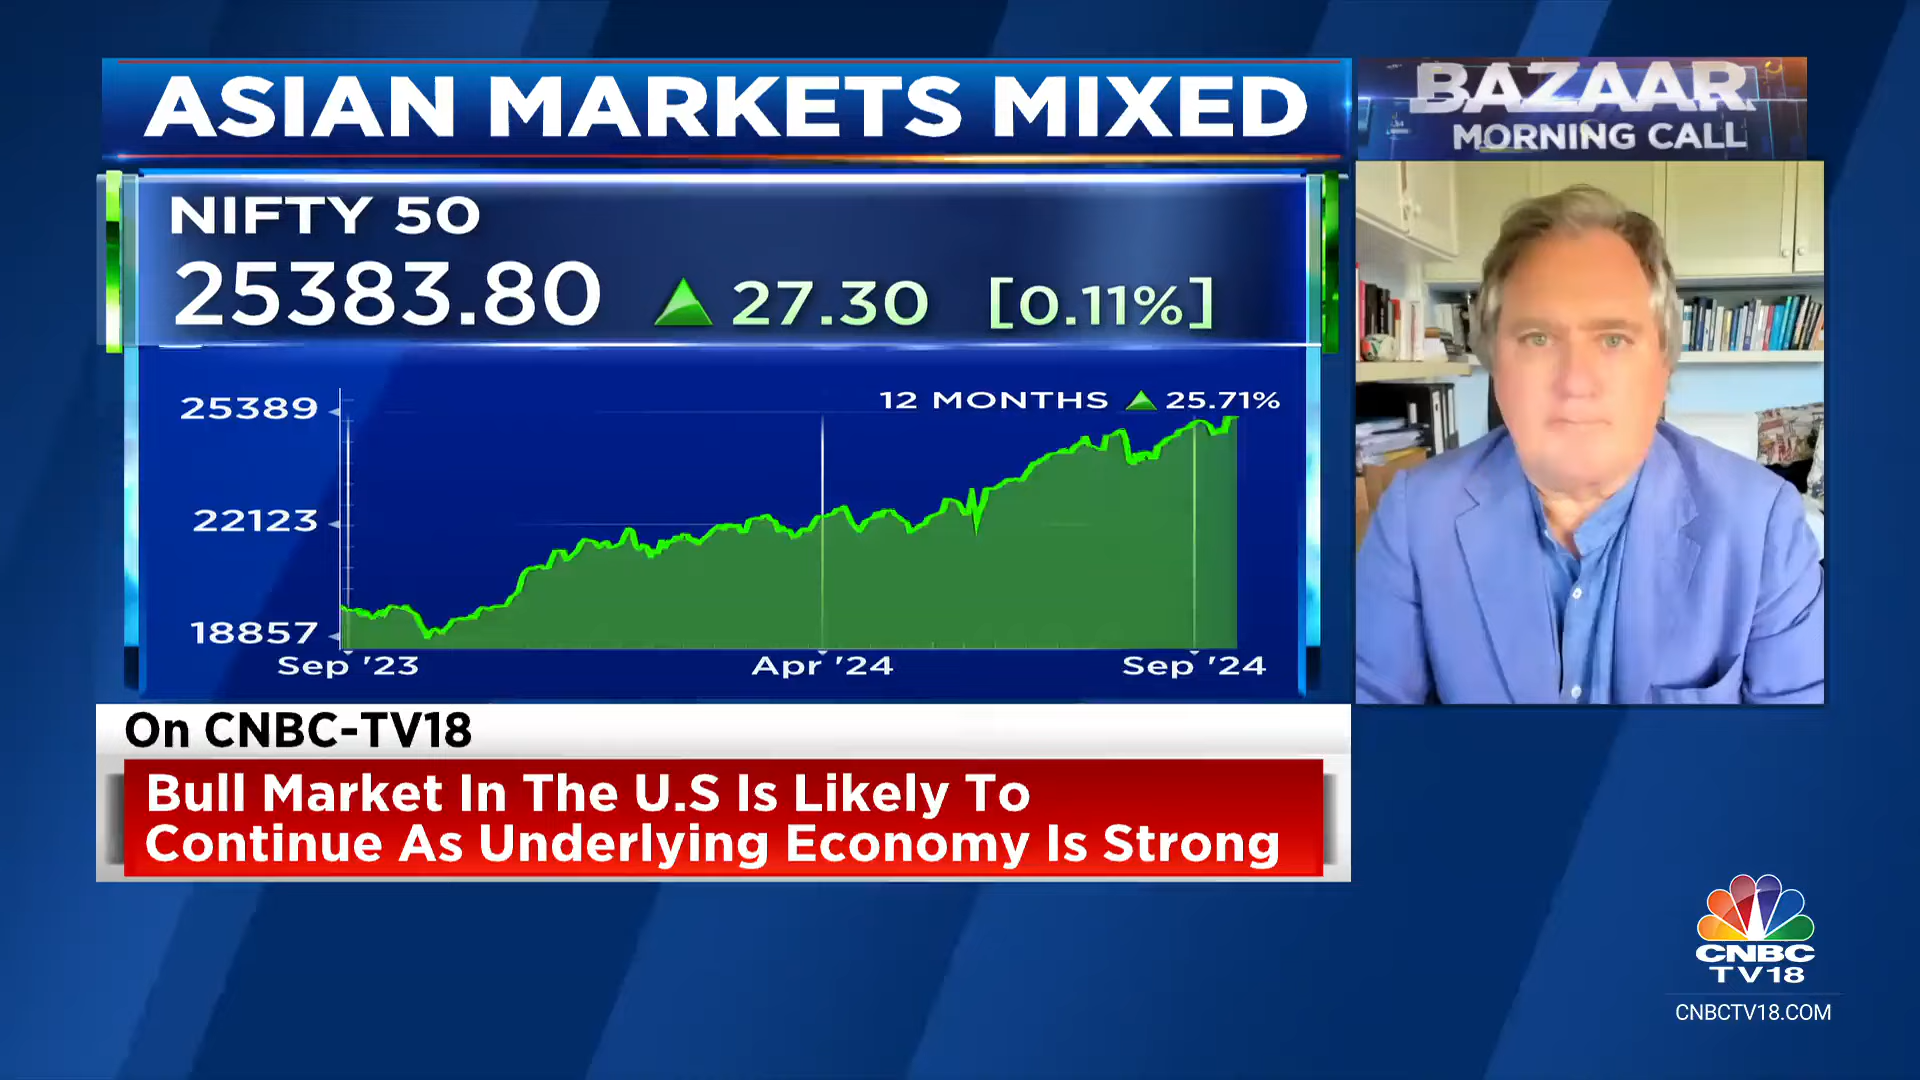 ASIAN MARKETS MIXED
BAZAAR
MORNING CALL
NIFTY 50
25383.80 ▲ 27.30 [0.11%]
12 MONTHS ▲ 25.71%
25389
22123
18857
Sep '23 Apr '24 Sep '24
On CNBC-TV18
Bull Market In The U.S Is Likely To
Continue As Underlying Economy Is Strong
CNBC
TV18
CNBCTV18.COM